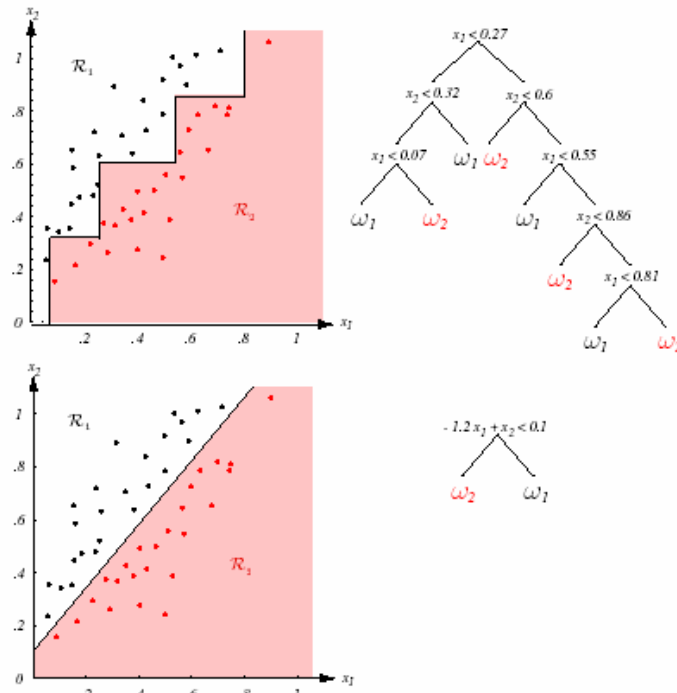 x2
R1
1
.8
.6
.4
.2
0
R2
.2 .4 .6 .8 1 x1
x1 < 0.27
x2 < 0.32 x2 < 0.6
x1 < 0.07 ω1 ω2 x1 < 0.55
ω1 ω2 ω1 x2 < 0.86
ω2 x1 < 0.81
ω1 ω2
x2
R1
1
.8
.6
.4
.2
0
R2
.2 .4 .6 .8 1 x1
- 1.2 x1 + x2 < 0.1
ω2 ω1